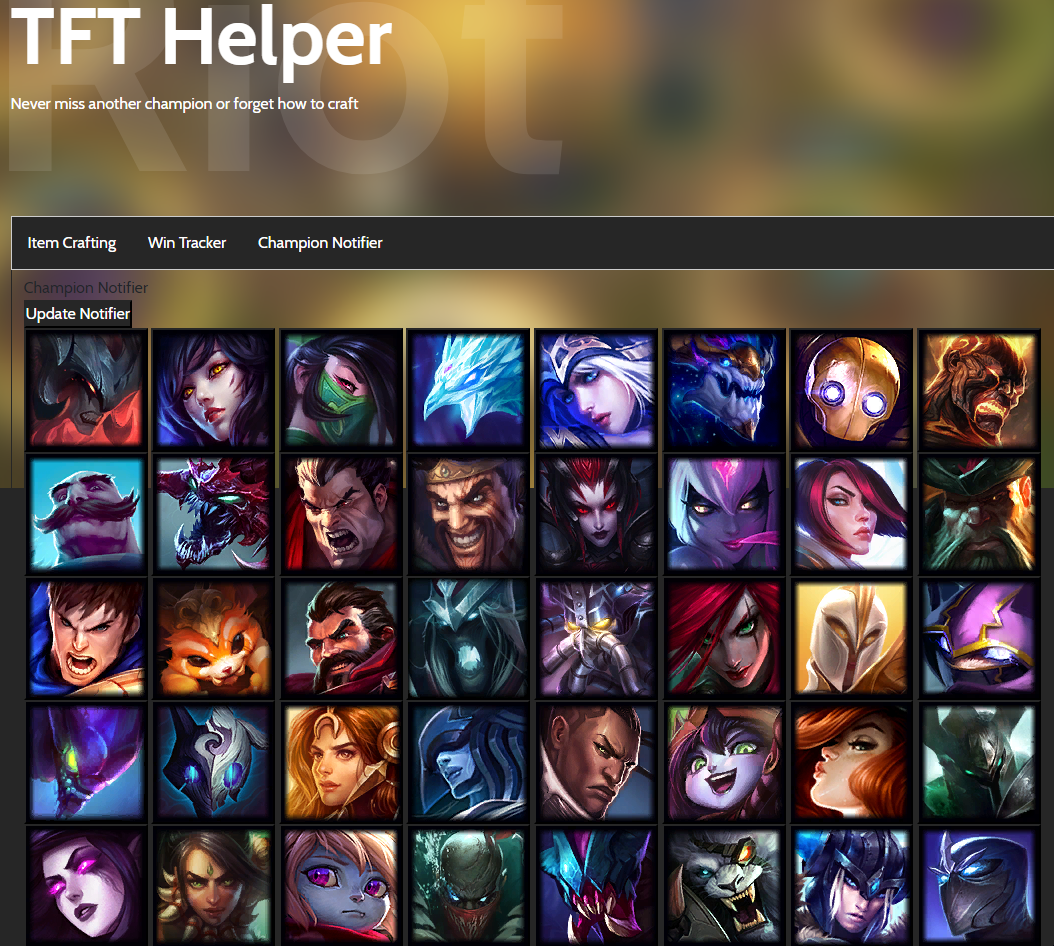 Riot
TFT Helper
Never miss another champion or forget how to craft
Item Crafting Win Tracker Champion Notifier
Champion Notifier
Update Notifier